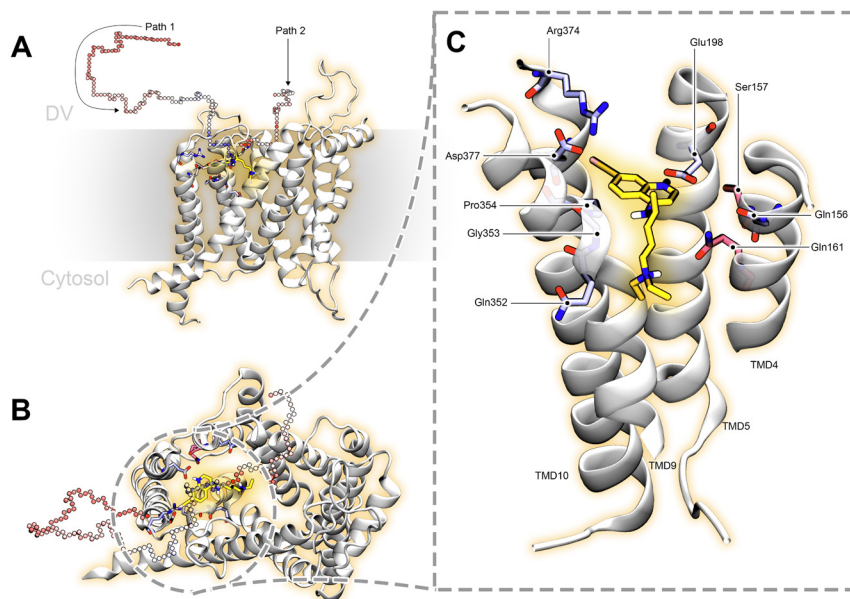 A
Path 1
Path 2
DV
Cytosol
B
C
Arg374
Glu198
Ser157
Asp377
Pro354
Gly353
Gln352
Gln156
Gln161
TMD4
TMD5
TMD9
TMD10